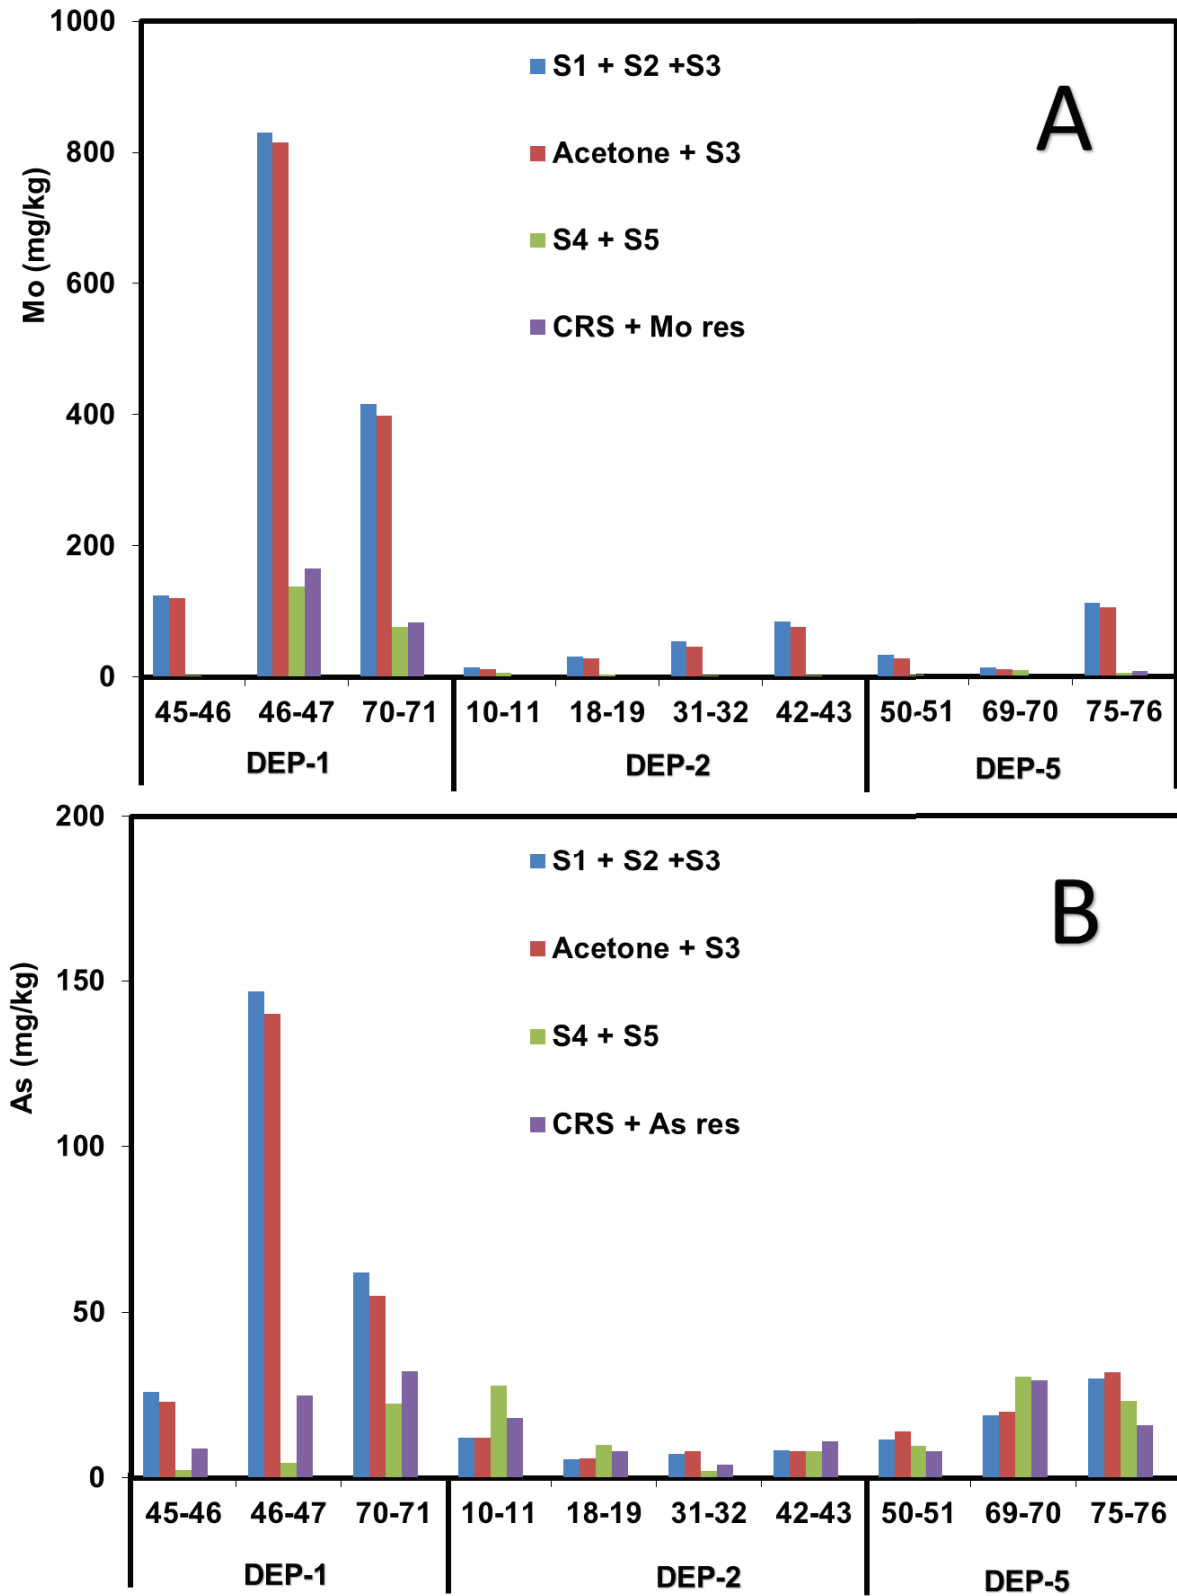 1000
S1 + S2 +S3
A
800
Acetone + S3
S4 + S5
600
Mo (mg/kg)
CRS + Mo res
400
200
0
45-46 46-47 70-71 10-11 18-19 31-32 42-43 50-51 69-70 75-76
DEP-1 DEP-2 DEP-5
200
S1 + S2 +S3
B
Acetone + S3
150
S4 + S5
As (mg/kg)
CRS + As res
100
50
0
45-46 46-47 70-71 10-11 18-19 31-32 42-43 50-51 69-70 75-76
DEP-1 DEP-2 DEP-5